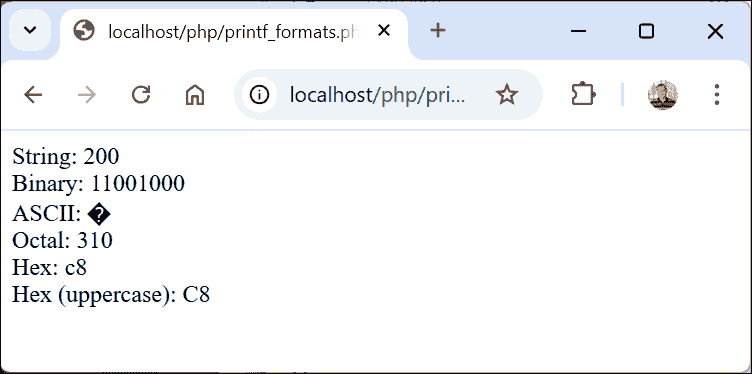 localhost/php/printf_formats.ph
localhost/php/pri...
String: 200
Binary: 11001000
ASCII: �
Octal: 310
Hex: c8
Hex (uppercase): C8